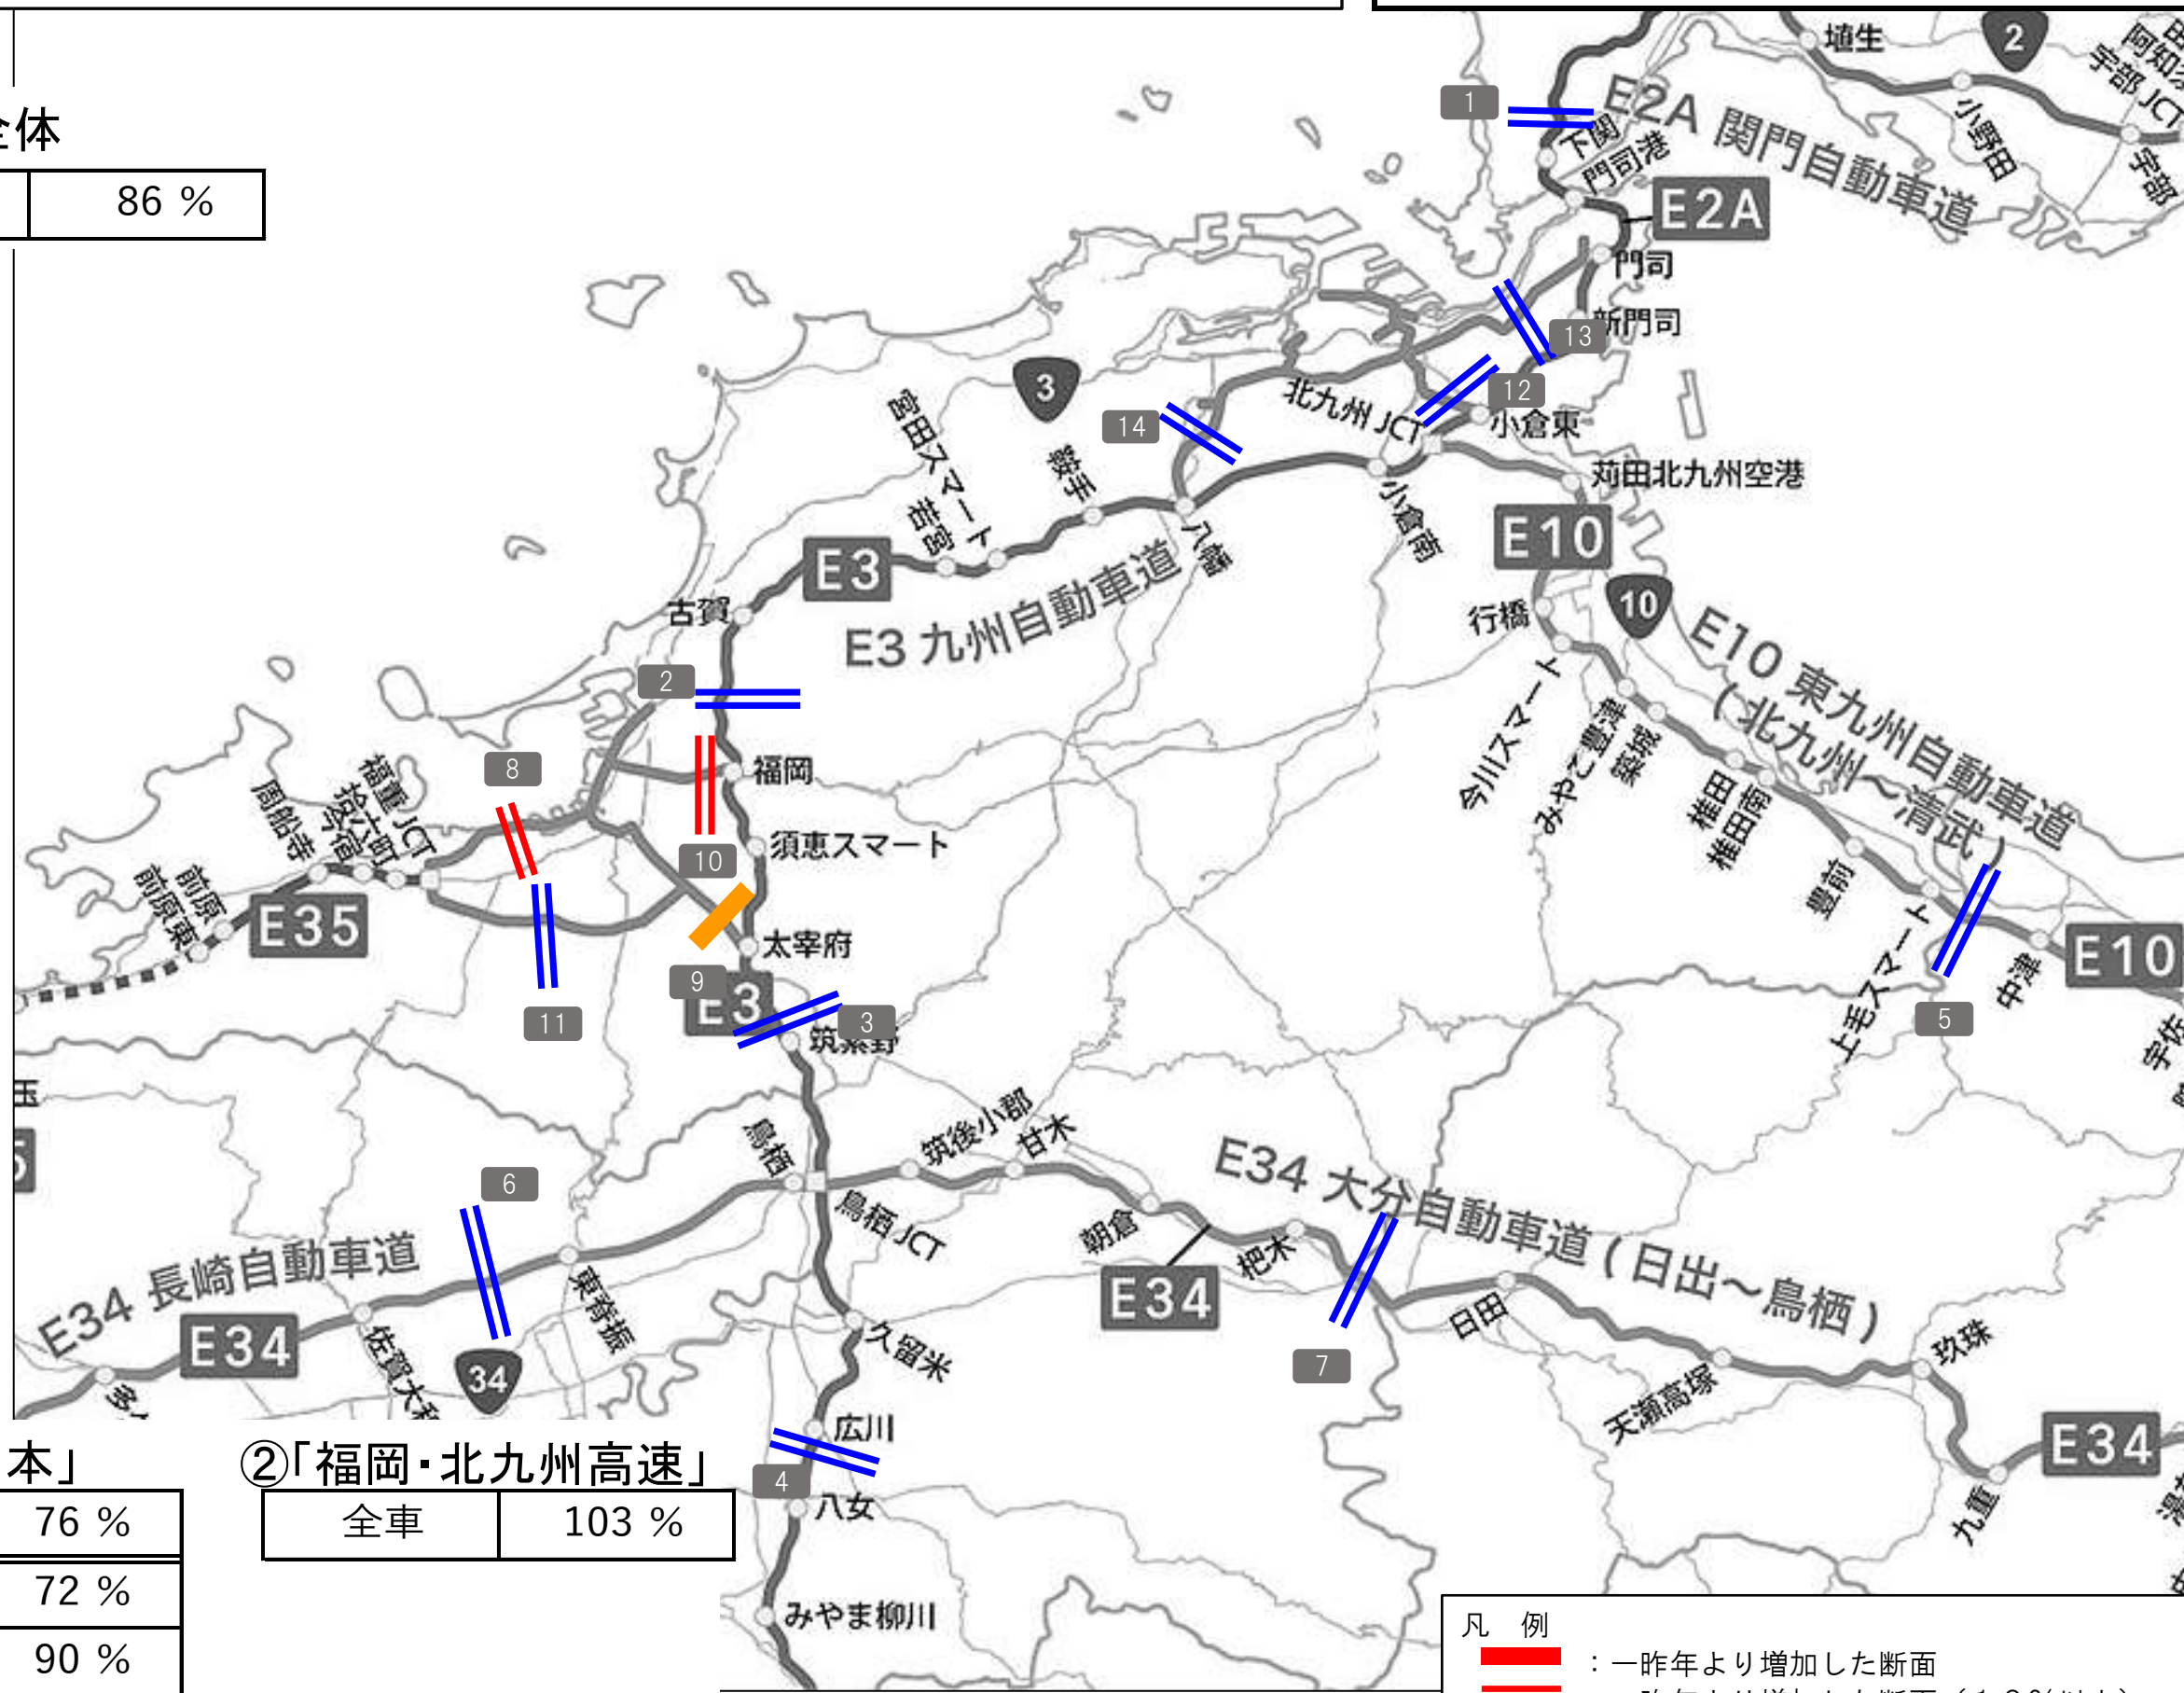 全体
86 %
1
2
3
4
5
6
7
8
9
10
11
12
13
14
埴生
2
宇部 JCT
小野田
宇部
E2A 関門自動車道
下関
門司港
E2A
門司
新門司
北九州 JCT
小倉東
苅田北九州空港
小倉南
八幡
鞍手
宮田スマート
若宮
3
E3
E3 九州自動車道
古賀
福岡
須恵スマート
太宰府
E3
筑紫野
E10
10
行橋
今川スマート
みやこ豊津
築城
椎田
椎田南
豊前
上毛スマート
中津
E10 東九州自動車道
(北九州～清武)
E10
福重 JCT
拾六町
今宿
周船寺
前原
前原東
E35
鳥栖
鳥栖 JCT
筑後小郡
甘木
朝倉
杷木
E34
E34 大分自動車道 (日出～鳥栖)
日田
天瀬高塚
玖珠
九重
E34
E34 長崎自動車道
E34
34
東脊振
佐賀大和
久留米
広川
八女
みやま柳川
本」
76 %
72 %
90 %
②「福岡・北九州高速」
全車 103 %
凡 例
：一昨年より増加した断面